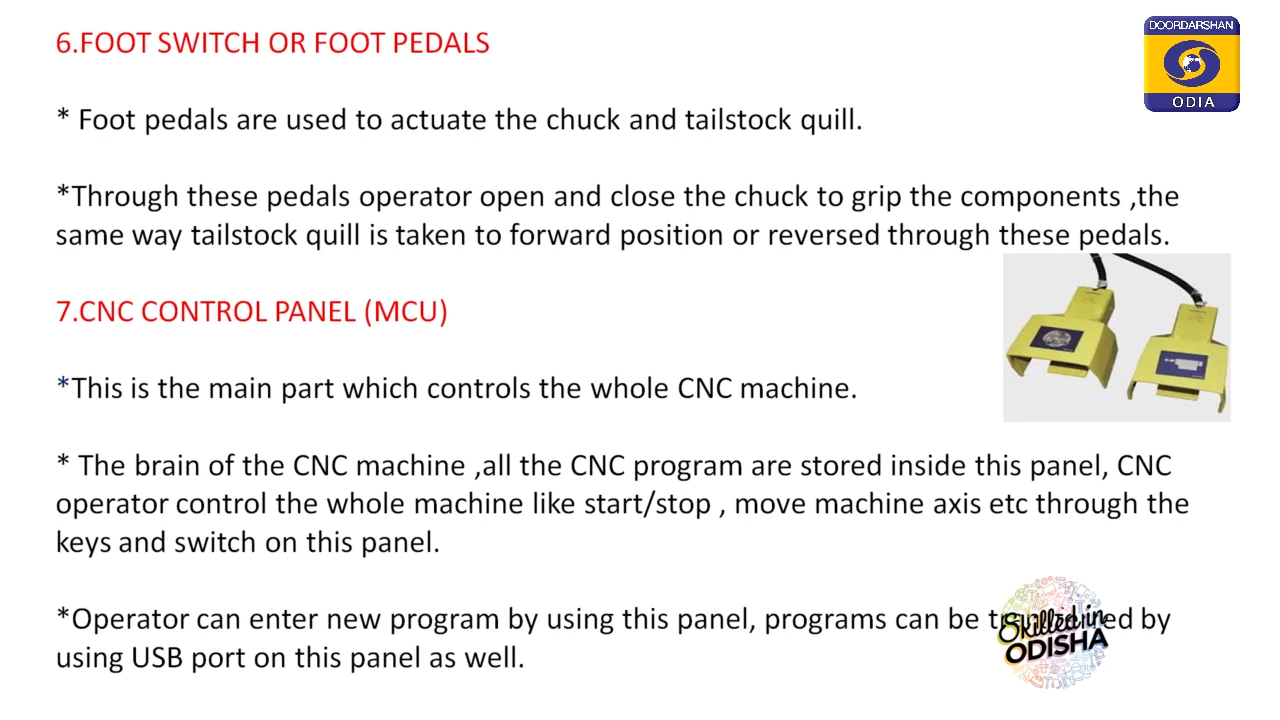 6.FOOT SWITCH OR FOOT PEDALS
DOORDARSHAN
ODIA
* Foot pedals are used to actuate the chuck and tailstock quill.
*Through these pedals operator open and close the chuck to grip the components ,the
same way tailstock quill is taken to forward position or reversed through these pedals.
7.CNC CONTROL PANEL (MCU)
*This is the main part which controls the whole CNC machine.
* The brain of the CNC machine ,all the CNC program are stored inside this panel, CNC
operator control the whole machine like start/stop , move machine axis etc through the
keys and switch on this panel.
*Operator can enter new program by using this panel, programs can be by
using USB port on this panel as well.
Skilled in
ODISHA